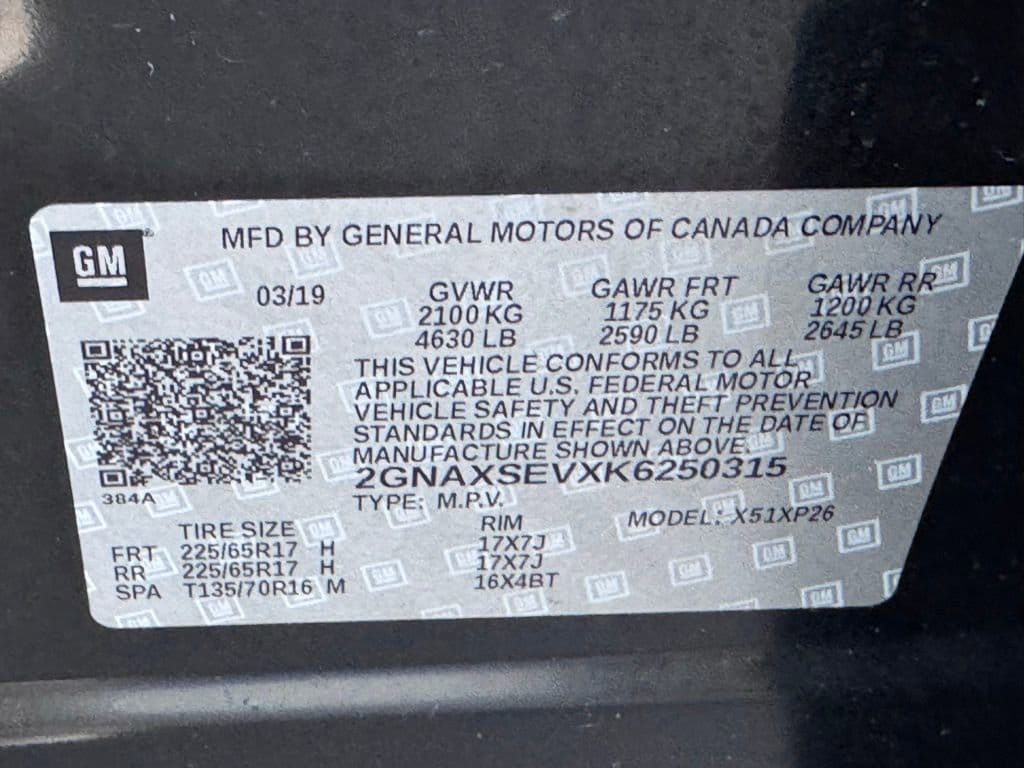 GM
MFD BY GENERAL MOTORS OF CANADA COMPANY
03/19
GVWR GAWR FRT GAWR RR
2100 KG 1175 KG 1200 KG
4630 LB 2590 LB 2645 LB
THIS VEHICLE CONFORMS TO ALL
APPLICABLE U.S. FEDERAL MOTOR
VEHICLE SAFETY AND THEFT PREVENTION
STANDARDS IN EFFECT ON THE DATE OF
MANUFACTURE SHOWN ABOVE.
2GNAXSEVXK6250315
384A
TYPE: M.P.V.
MODEL: X51XP26
TIRE SIZE RIM
FRT 225/65R17 H 17X7J
RR 225/65R17 H 17X7J
SPA T135/70R16 M 16X4BT